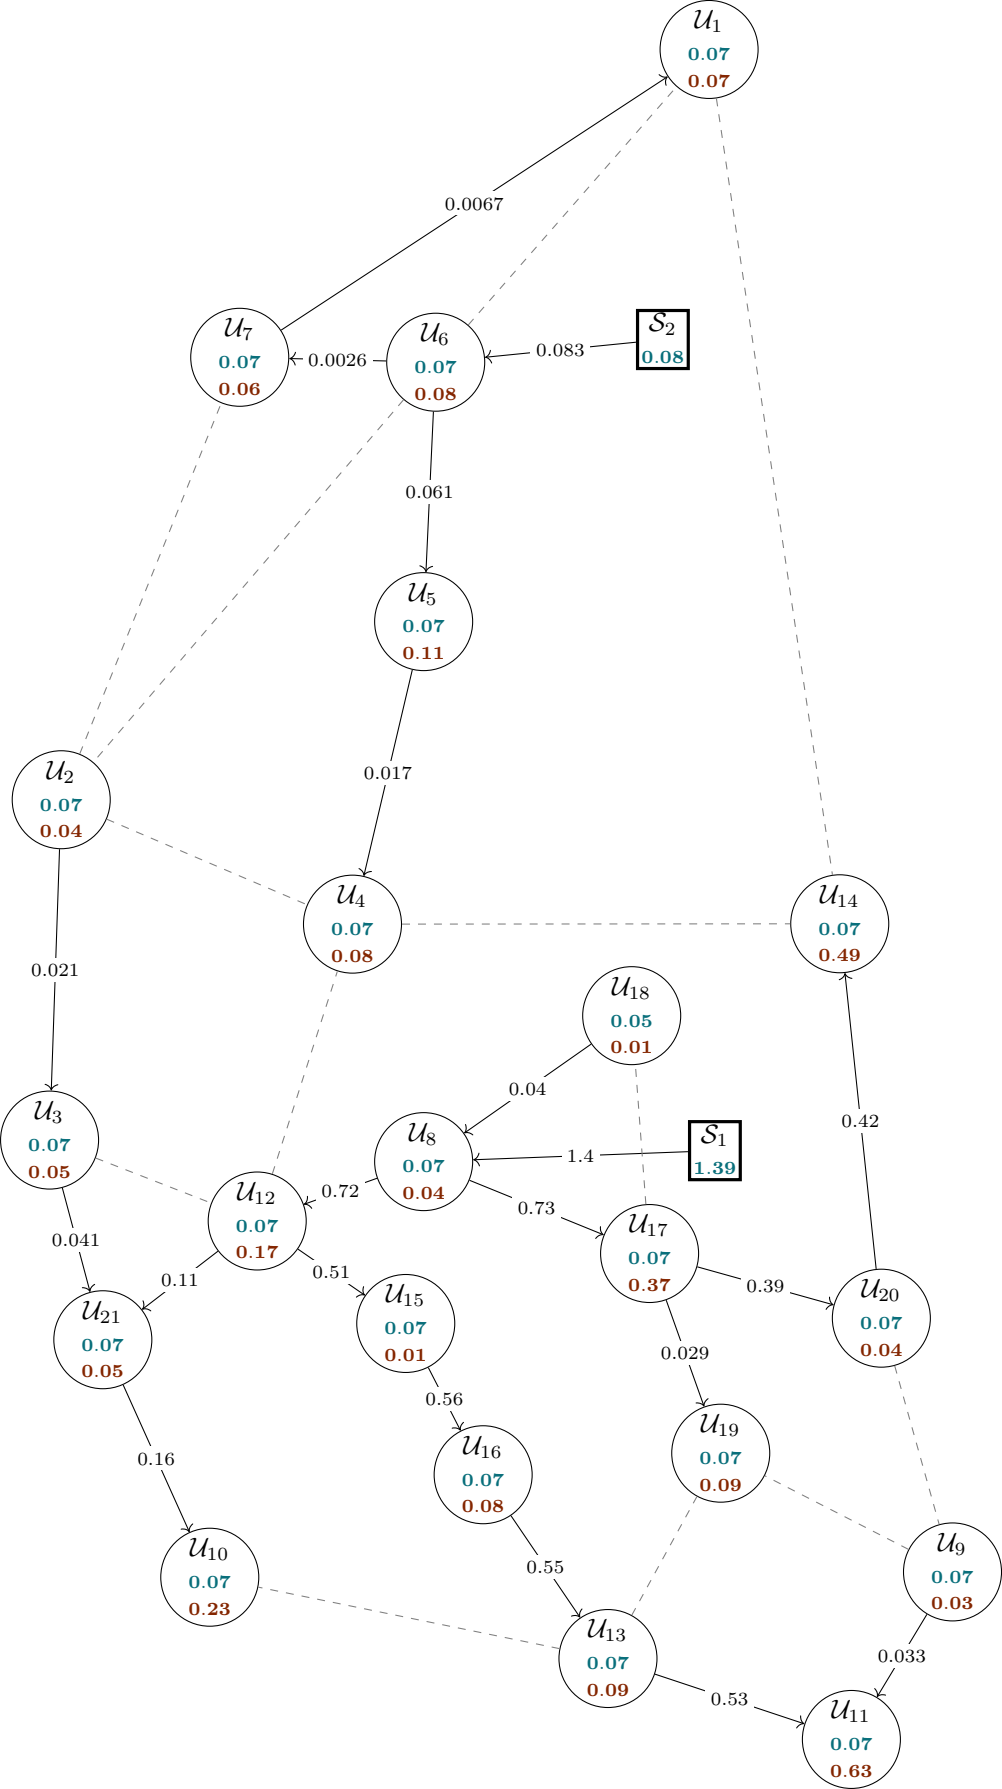 𝒰₁
0.07
0.07
0.0067
𝒰₇
0.07
0.06
0.0026
𝒰₆
0.07
0.08
0.083
𝒮₂
0.08
0.061
𝒰₅
0.07
0.11
0.017
𝒰₂
0.07
0.04
𝒰₄
0.07
0.08
𝒰₁₄
0.07
0.49
0.021
𝒰₁₈
0.05
0.01
0.04
0.42
𝒰₃
0.07
0.05
𝒰₈
0.07
0.04
1.4
𝒮₁
1.39
𝒰₁₂
0.07
0.17
0.72
0.73
𝒰₁₇
0.07
0.37
0.041
0.11
0.51
0.39
𝒰₂₁
0.07
0.05
𝒰₁₅
0.07
0.01
𝒰₂₀
0.07
0.04
0.029
0.56
0.16
𝒰₁₆
0.07
0.08
𝒰₁₉
0.07
0.09
𝒰₁₀
0.07
0.23
0.55
𝒰₉
0.07
0.03
𝒰₁₃
0.07
0.09
0.033
0.53
𝒰₁₁
0.07
0.63